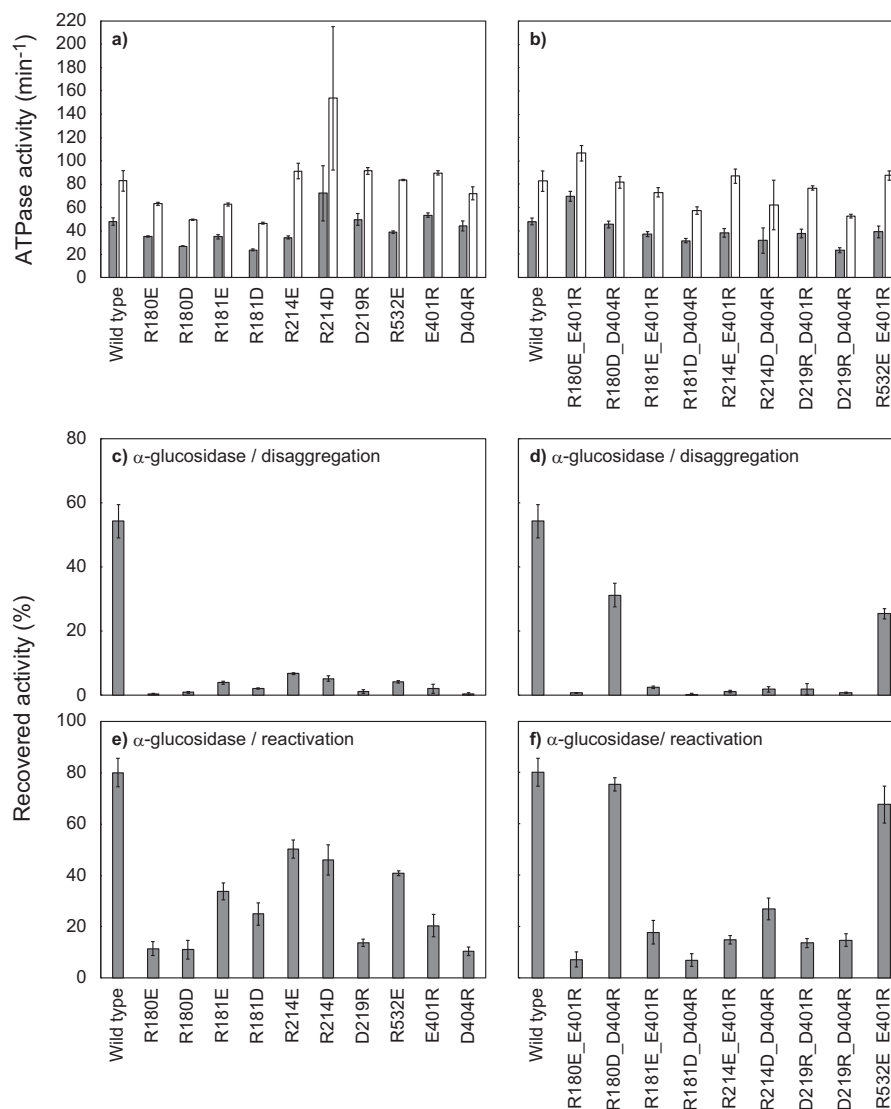 ATPase activity (min-1)
220
200
180
160
140
120
100
80
60
40
20
0
a)
b)
Wild type
R180E
R180D
R181E
R181D
R214E
R214D
D219R
R532E
E401R
D404R
Wild type
R180E_E401R
R180D_D404R
R181E_E401R
R181D_D404R
R214E_E401R
R214D_D404R
D219R_D401R
D219R_D404R
R532E_E401R
Recovered activity (%)
80
60
40
20
0
c) α-glucosidase / disaggregation
d) α-glucosidase / disaggregation
100
80
60
40
20
0
e) α-glucosidase / reactivation
f) α-glucosidase/ reactivation
Wild type
R180E
R180D
R181E
R181D
R214E
R214D
D219R
R532E
E401R
D404R
Wild type
R180E_E401R
R180D_D404R
R181E_E401R
R181D_D404R
R214E_E401R
R214D_D404R
D219R_D401R
D219R_D404R
R532E_E401R